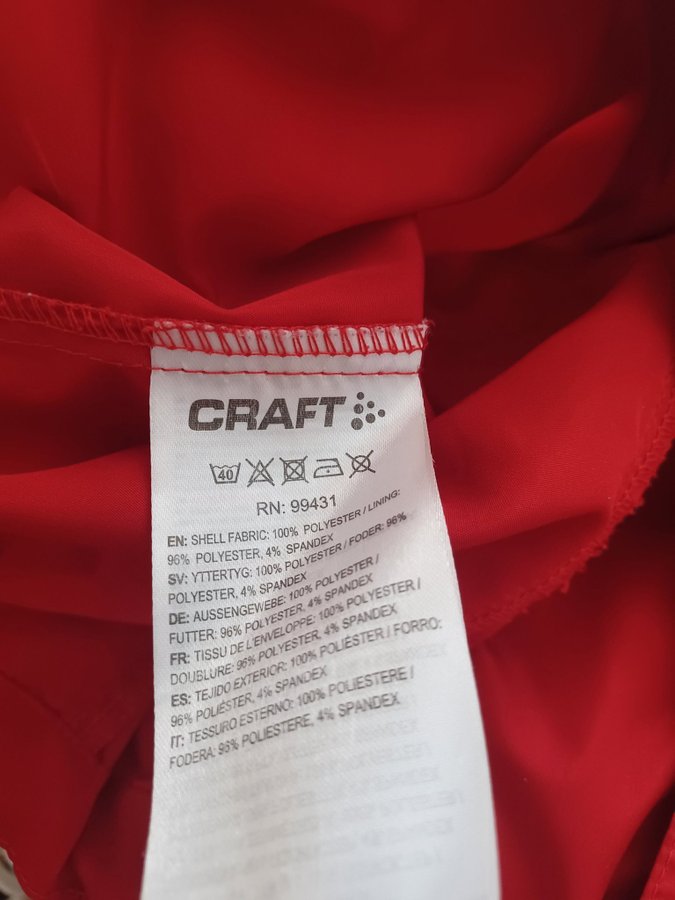 CRAFT
40
RN: 99431
EN: SHELL FABRIC: 100% POLYESTER / LINING:
96% POLYESTER, 4% SPANDEX
SV: YTTERTYG: 100% POLYESTER / FODER: 96%
POLYESTER, 4% SPANDEX
DE: AUSSENGEWEBE: 100% POLYESTER /
FUTTER: 96% POLYESTER, 4% SPANDEX
FR: TISSU DE L'ENVELOPPE: 100% POLYESTER /
DOUBLURE: 96% POLYESTER, 4% SPANDEX
ES: TEJIDO EXTERIOR: 100% POLIÉSTER / FORRO:
96% POLIÉSTER, 4% SPANDEX
IT: TESSURO ESTERNO: 100% POLIESTERE /
FODERA: 96% POLIESTERE, 4% SPANDEX